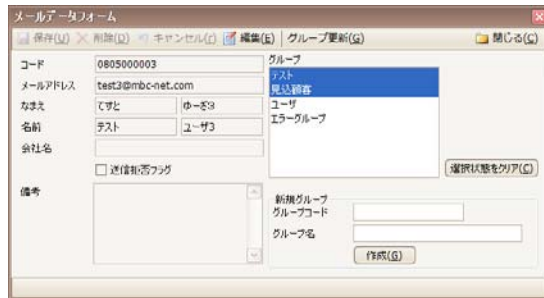 メールデータフォーム
保存(U) 削除(D) キャンセル(r) 編集(E) グループ更新(G) 閉じる(C)
コード 0805000003
メールアドレス test3@mbc-net.com
なまえ てすと ゆーざ3
名前 テスト ユーザ3
会社名
送信拒否フラグ
備考
グループ
テスト
見込顧客
ユーザ
エラーグループ
選択状態をクリア(C)
新規グループ
グループコード
グループ名
作成(G)